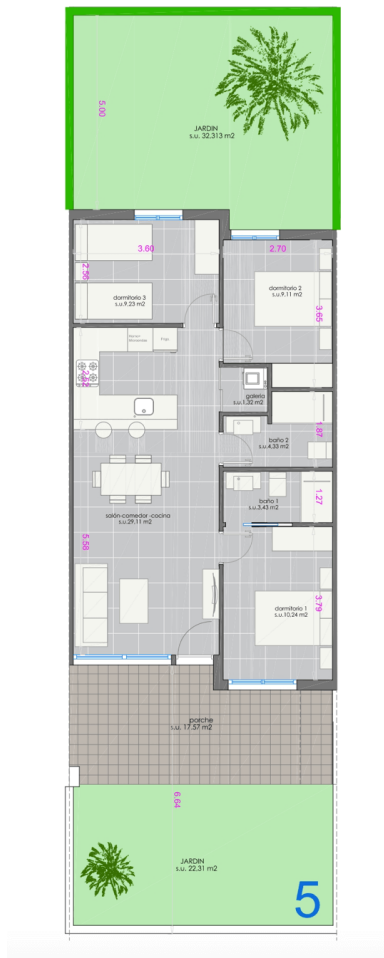 5.00
JARDIN
s.u. 32,313 m2
3.60
2.70
2.56
dormitorio 3
s.u.9,23 m2
dormitorio 2
s.u.9,11 m2
3.65
Frigo.
galería
s.u.1,32 m2
1.87
baño 2
s.u.4,33 m2
baño 1
s.u.3,43 m2
1.27
salón-comedor-cocina
s.u.29,11 m2
5.58
dormitorio 1
s.u.10,24 m2
3.79
porche
s.u. 17.57 m2
6.64
JARDIN
s.u. 22,31 m2
5